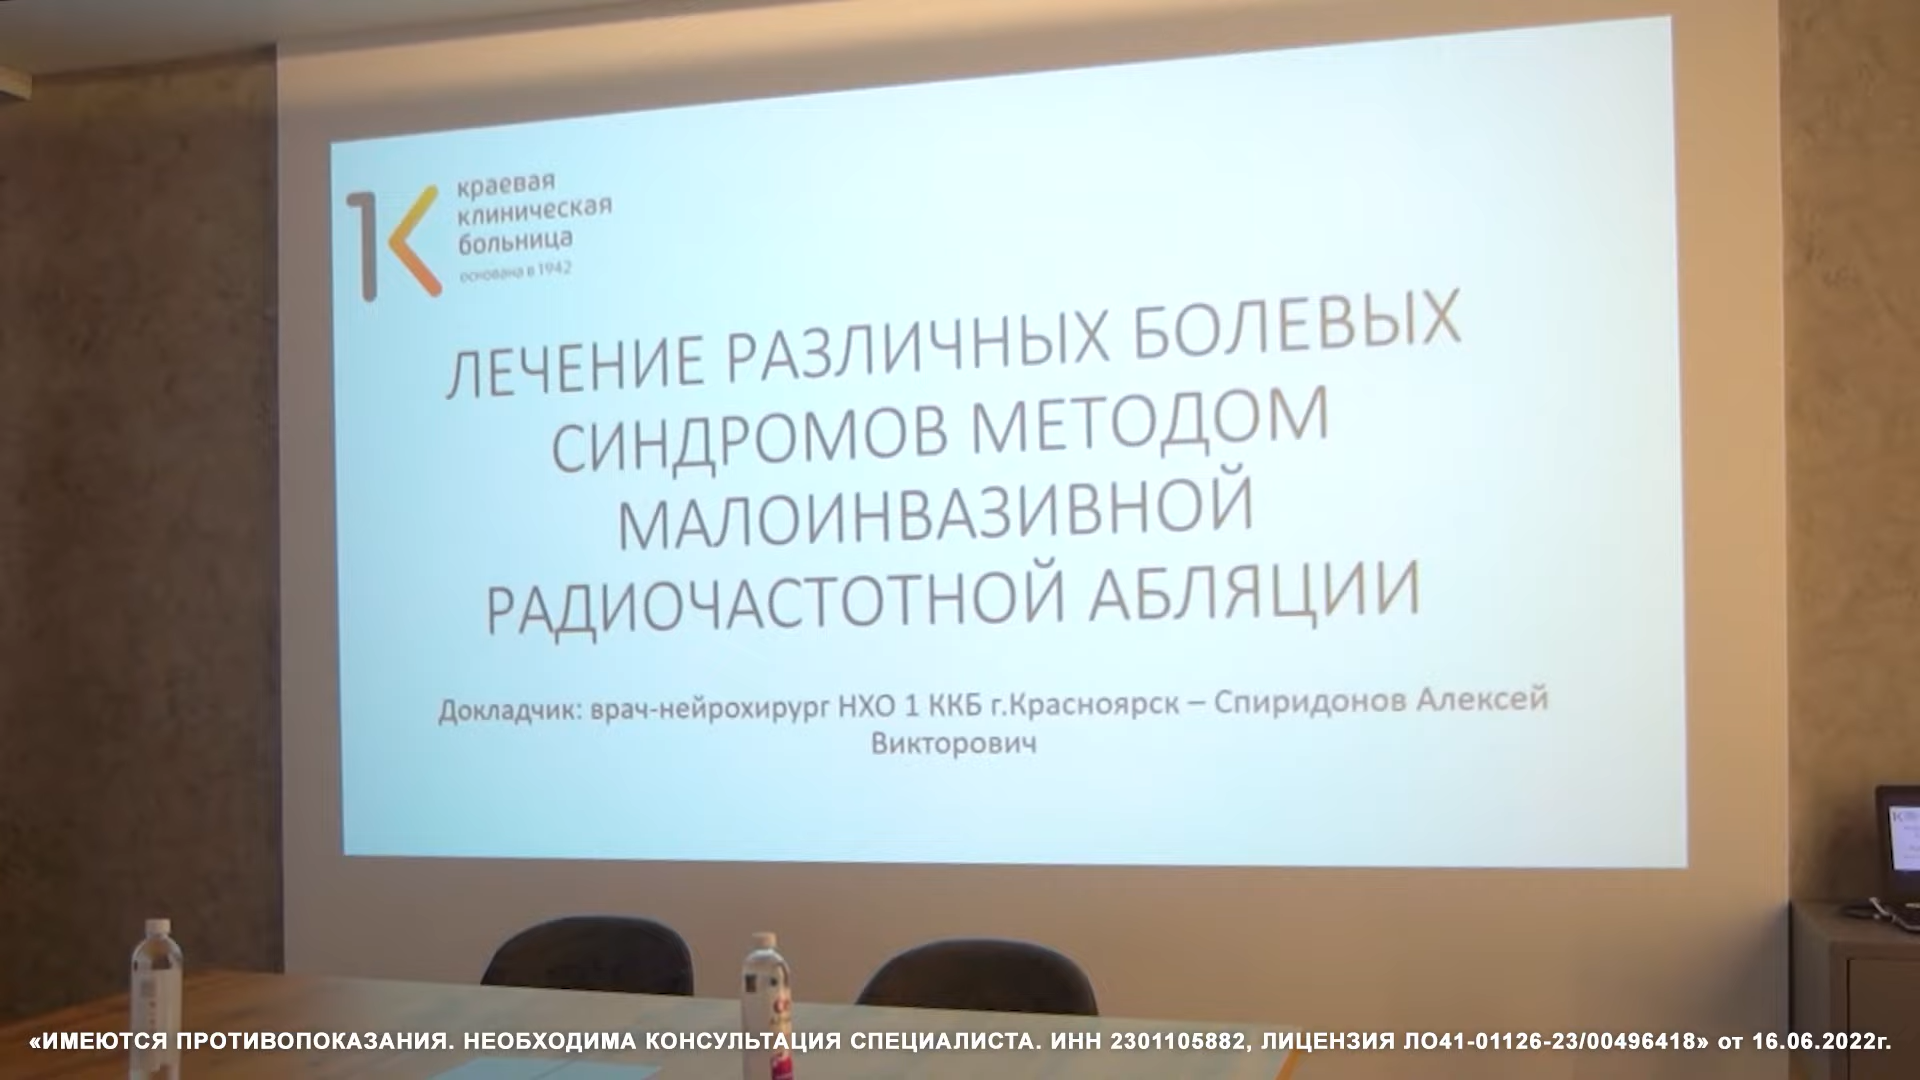 краевая
клиническая
больница
основана в 1942
ЛЕЧЕНИЕ РАЗЛИЧНЫХ БОЛЕВЫХ
СИНДРОМОВ МЕТОДОМ
МАЛОИНВАЗИВНОЙ
РАДИОЧАСТОТНОЙ АБЛЯЦИИ
Докладчик: врач-нейрохирург НХО 1 ККБ г.Красноярск – Спиридонов Алексей
Викторович
«ИМЕЮТСЯ ПРОТИВОПОКАЗАНИЯ. НЕОБХОДИМА КОНСУЛЬТАЦИЯ СПЕЦИАЛИСТА. ИНН 2301105882, ЛИЦЕНЗИЯ ЛО41-01126-23/00496418» от 16.06.2022г.